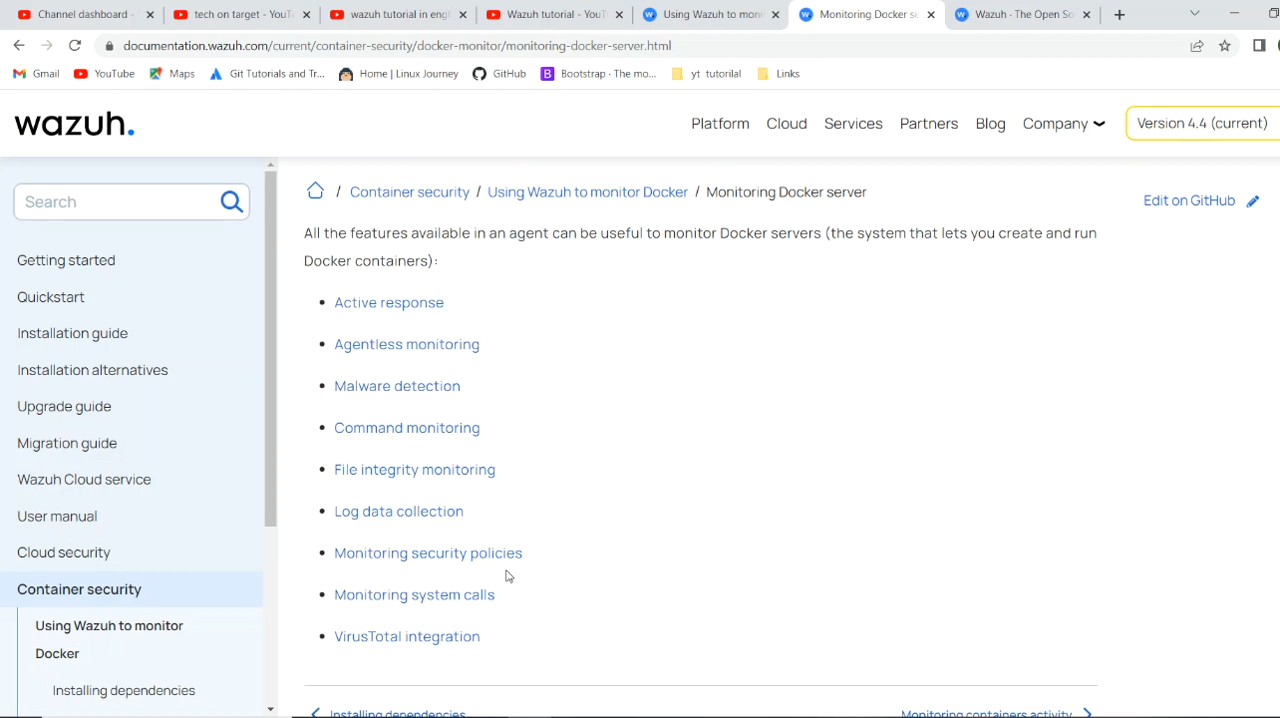 Channel dashboard -
tech on target - YouT
wazuh tutorial in engl
Wazuh tutorial - YouT
Using Wazuh to monit
Monitoring Docker se
Wazuh - The Open So
documentation.wazuh.com/current/container-security/docker-monitor/monitoring-docker-server.html
Gmail YouTube Maps Git Tutorials and Tr... Home | Linux Journey GitHub Bootstrap · The mo... yt tutorilal Links
wazuh.
Platform Cloud Services Partners Blog Company Version 4.4 (current)
Search
Getting started
Quickstart
Installation guide
Installation alternatives
Upgrade guide
Migration guide
Wazuh Cloud service
User manual
Cloud security
Container security
Using Wazuh to monitor
Docker
Installing dependencies
/ Container security / Using Wazuh to monitor Docker / Monitoring Docker server
Edit on GitHub
All the features available in an agent can be useful to monitor Docker servers (the system that lets you create and run
Docker containers):
• Active response
• Agentless monitoring
• Malware detection
• Command monitoring
• File integrity monitoring
• Log data collection
• Monitoring security policies
• Monitoring system calls
• VirusTotal integration
Installing dependencies
Monitoring containers activity